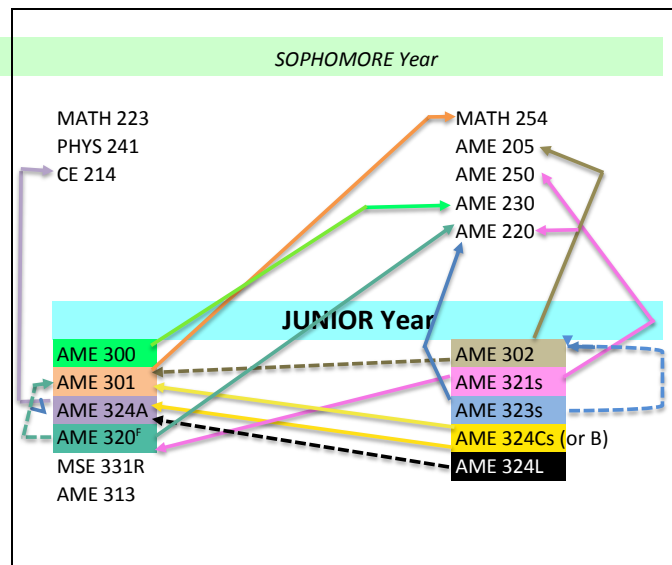 SOPHOMORE Year
MATH 223
PHYS 241
CE 214
MATH 254
AME 205
AME 250
AME 230
AME 220
JUNIOR Year
AME 300
AME 301
AME 324A
AME 320F
MSE 331R
AME 313
AME 302
AME 321s
AME 323s
AME 324Cs (or B)
AME 324L